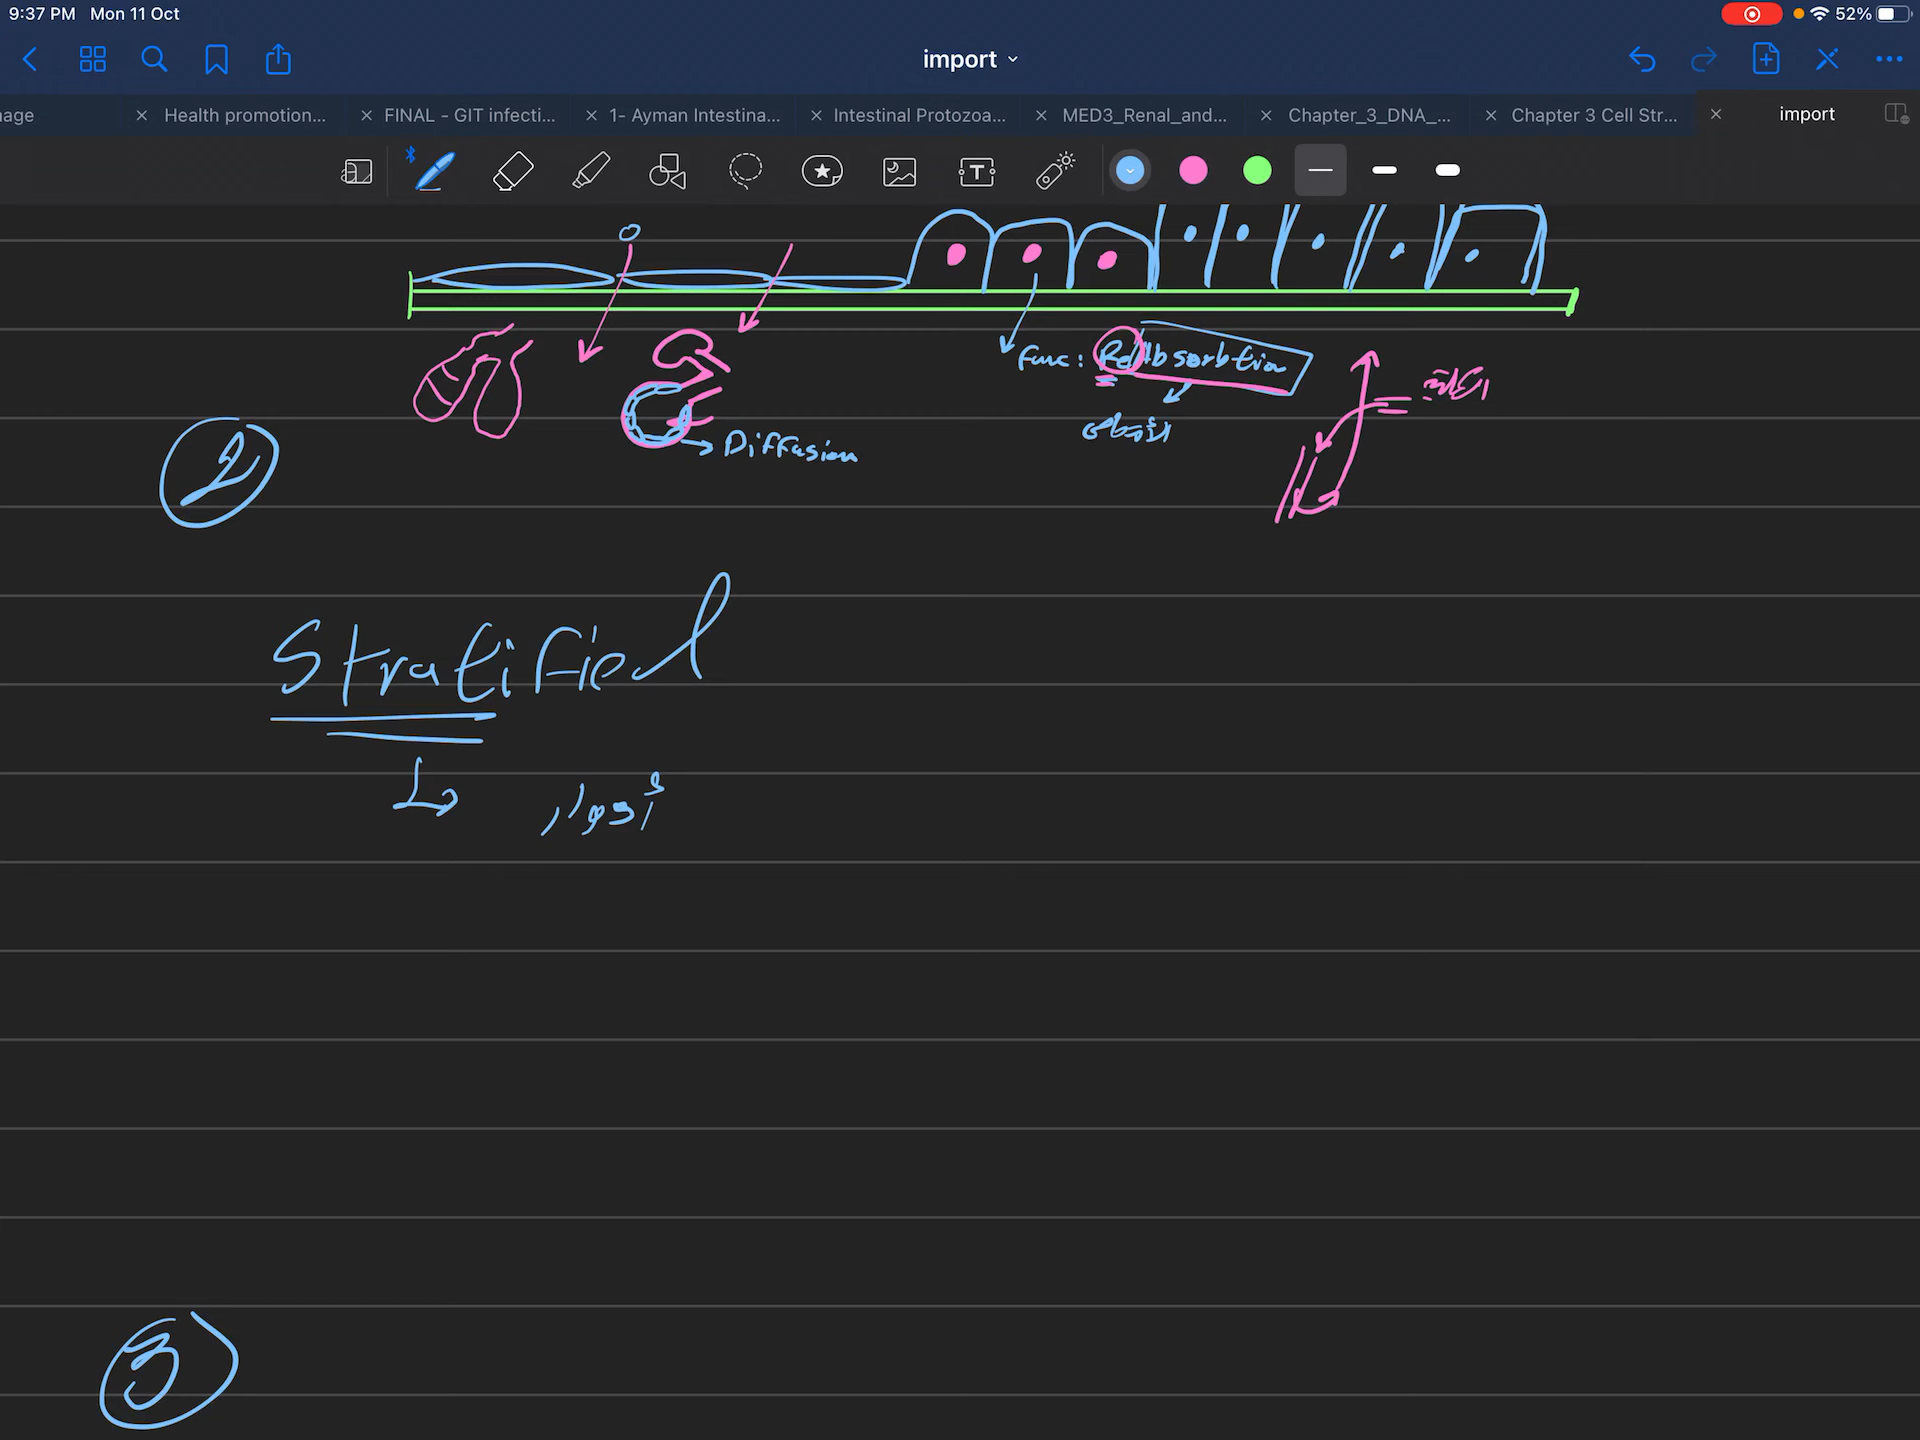 9:37 PM Mon 11 Oct
52%
import
nage
Health promotion...
FINAL - GIT infecti...
1- Ayman Intestina...
Intestinal Protozoa...
MED3_Renal_and...
Chapter_3_DNA_...
Chapter 3 Cell Str...
import
T
Func: Reabsorbtion
Diffusion
2
Stratified
أدوار
3